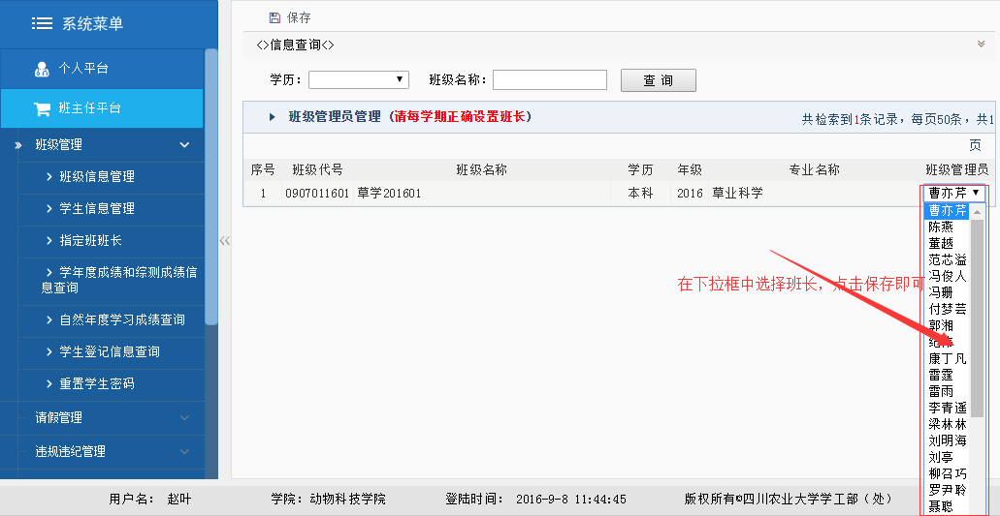 系统菜单
个人平台
班主任平台
班级管理
班级信息管理
学生信息管理
指定班班长
学年度成绩和综测成绩信
息查询
自然年度学习成绩查询
学生登记信息查询
重置学生密码
请假管理
违规违纪管理
保存
<>信息查询<>
学历： 班级名称： 查 询
班级管理员管理（请每学期正确设置班长） 共检索到1条记录，每页50条，共1
页
序号 班级代号 班级名称 学历 年级 专业名称 班级管理员
1 0907011601 草学201601 本科 2016 草业科学 曹亦芹
曹亦芹
陈燕
董越
范芯溢
冯俊人
在下拉框中选择班长，点击保存即可
冯珊
付梦芸
郭湘
康丁凡
雷霆
雷雨
李青遥
梁林林
刘明海
刘亭
柳召巧
罗尹聆
聂聪
用户名： 赵叶 学院：动物科技学院 登陆时间： 2016-9-8 11:44:45 版权所有©四川农业大学学工部（处）